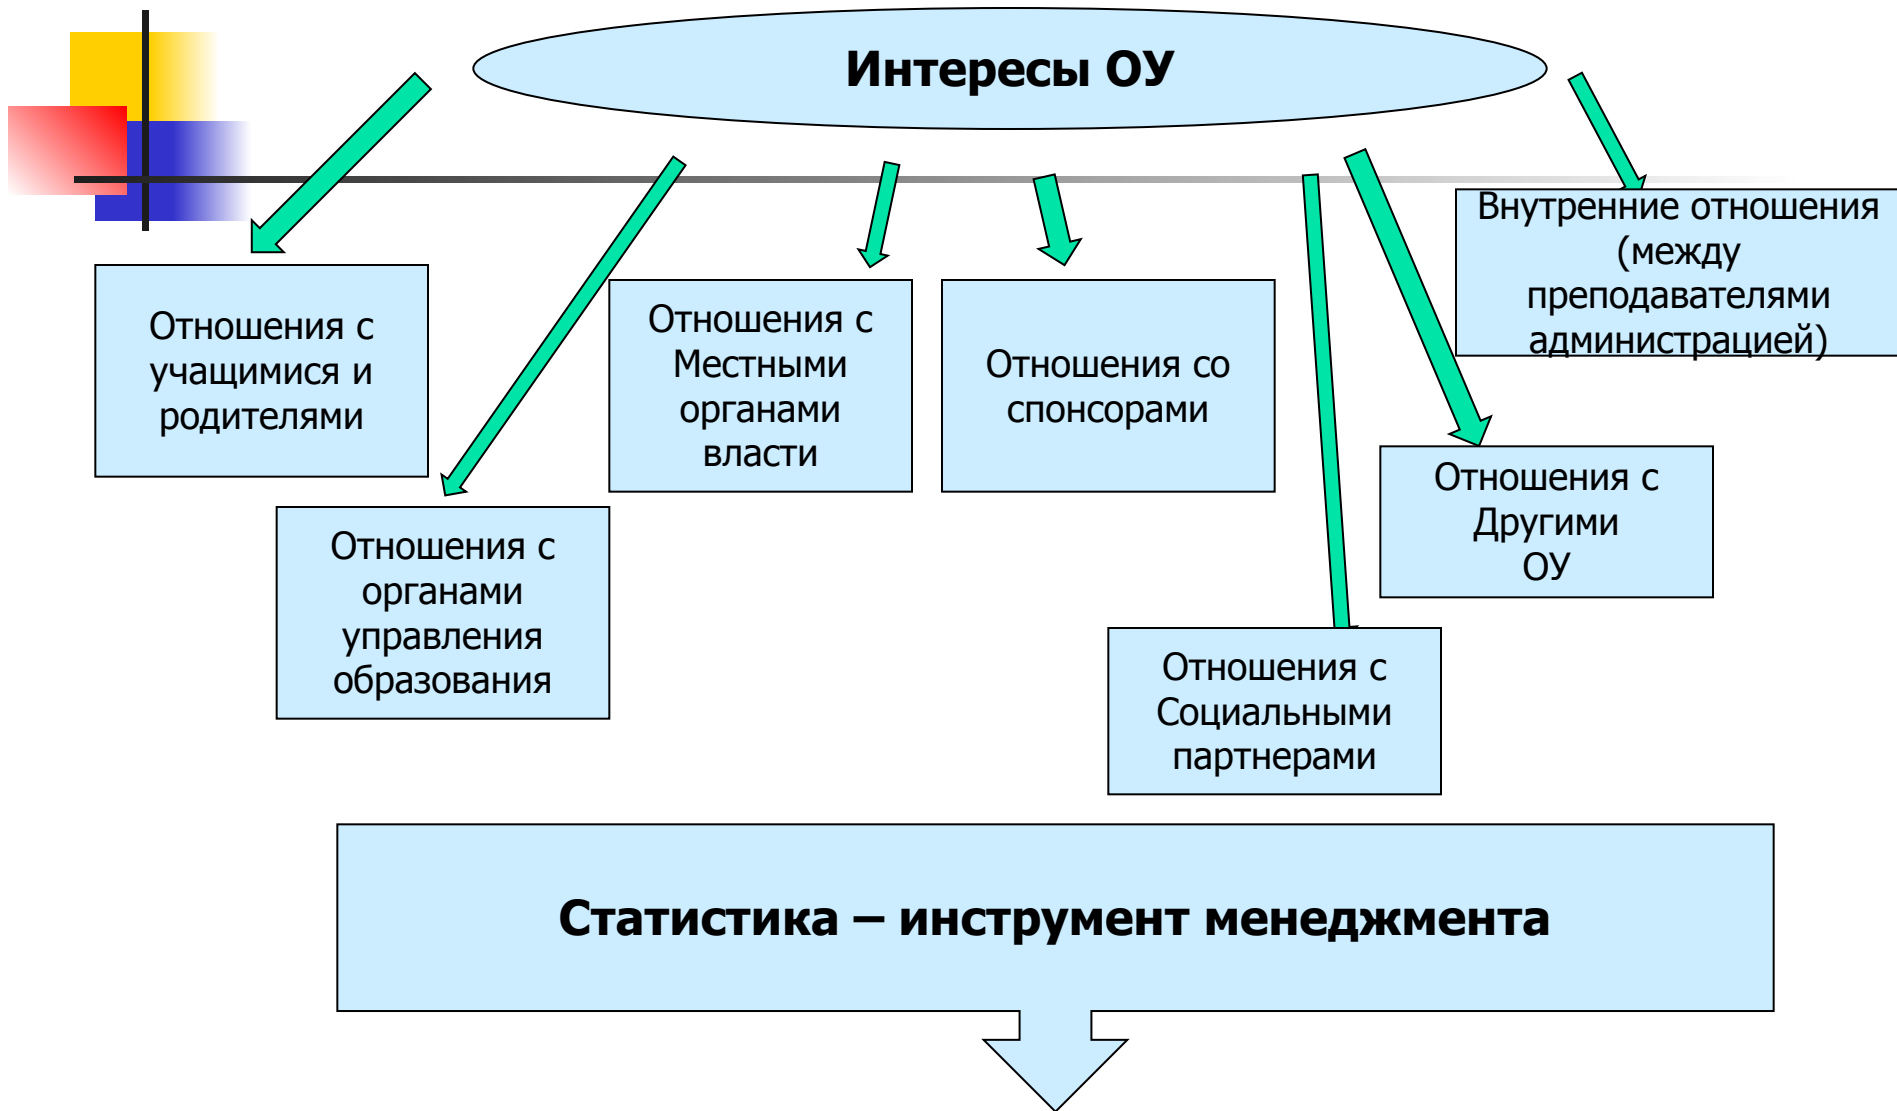 Интересы ОУ
Внутренние отношения
(между
преподавателями
администрацией)
Отношения с
учащимися и
родителями
Отношения с
Местными
органами
власти
Отношения со
спонсорами
Отношения с
Другими
ОУ
Отношения с
органами
управления
образования
Отношения с
Социальными
партнерами
Статистика – инструмент менеджмента